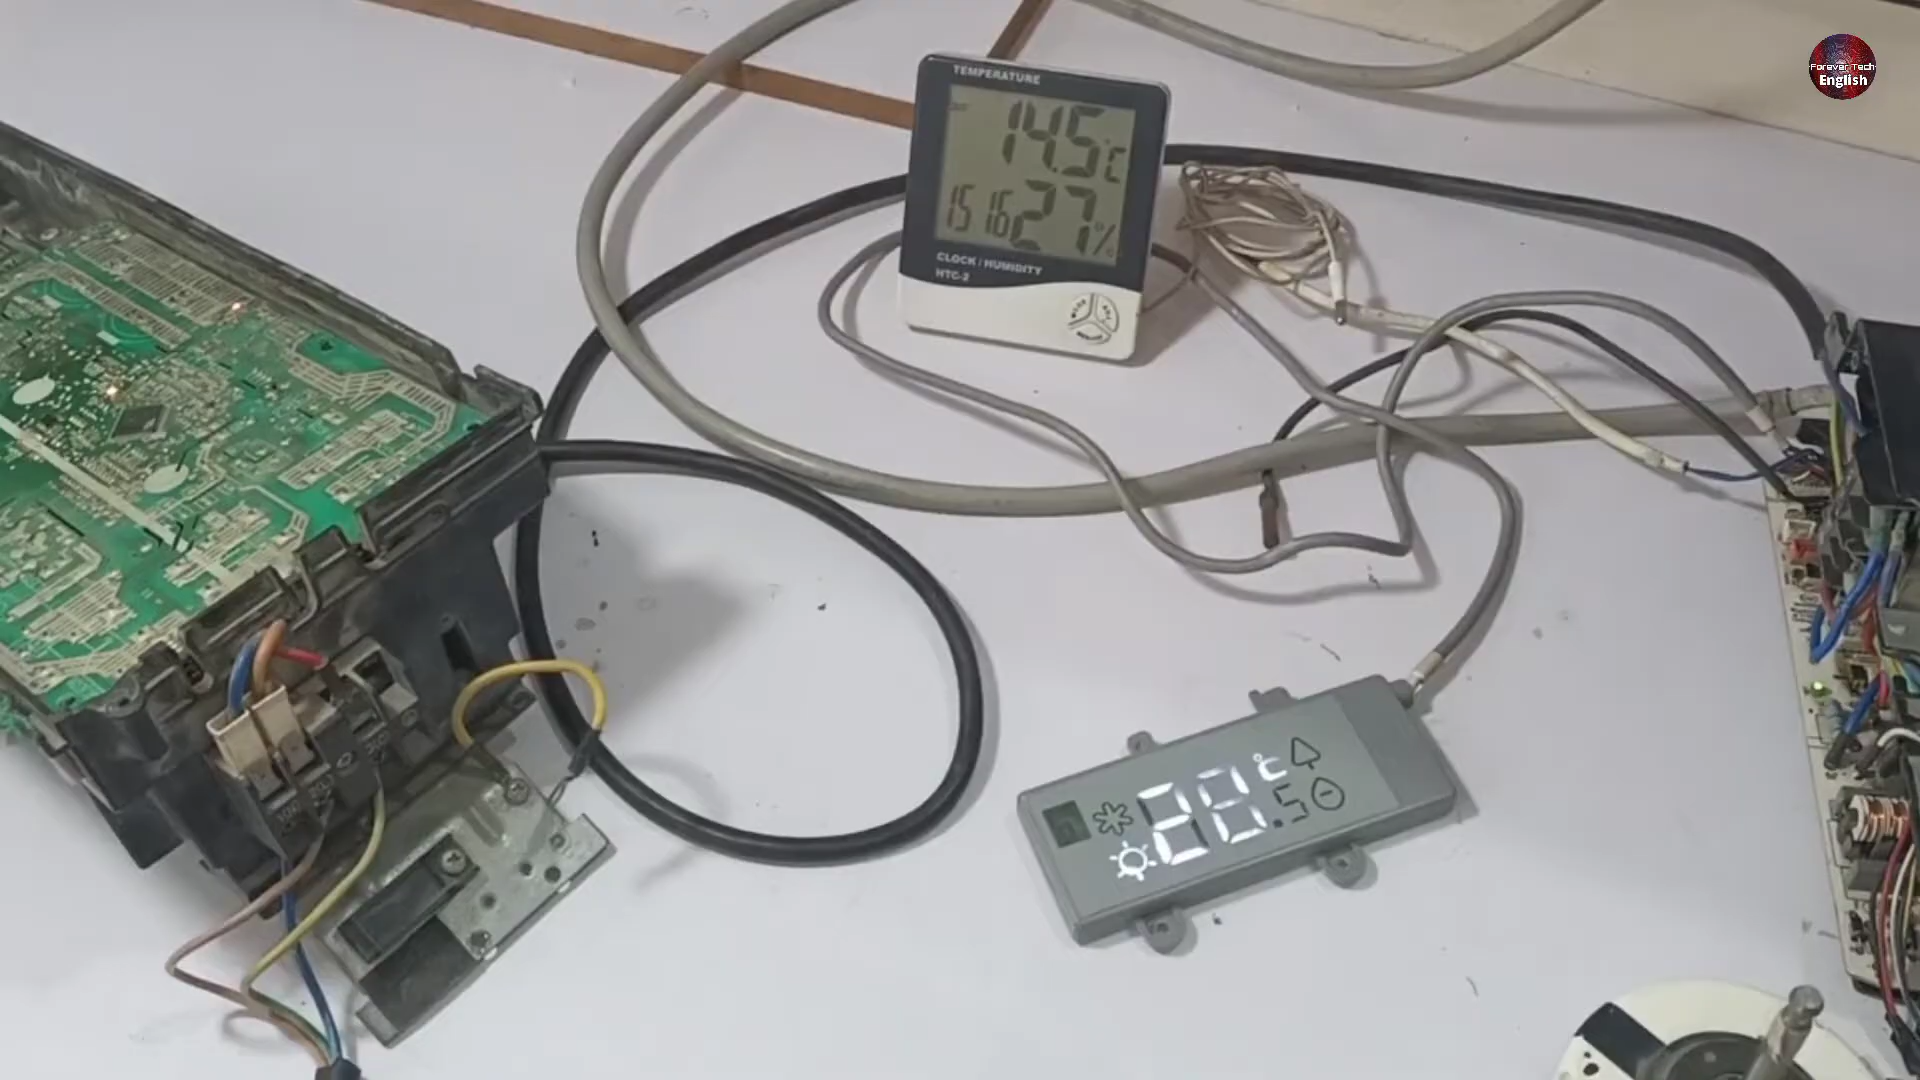 Forever Tech
English
TEMPERATURE
14.5°C
15 16 27%
CLOCK / HUMIDITY
HTC-2
28.5°C